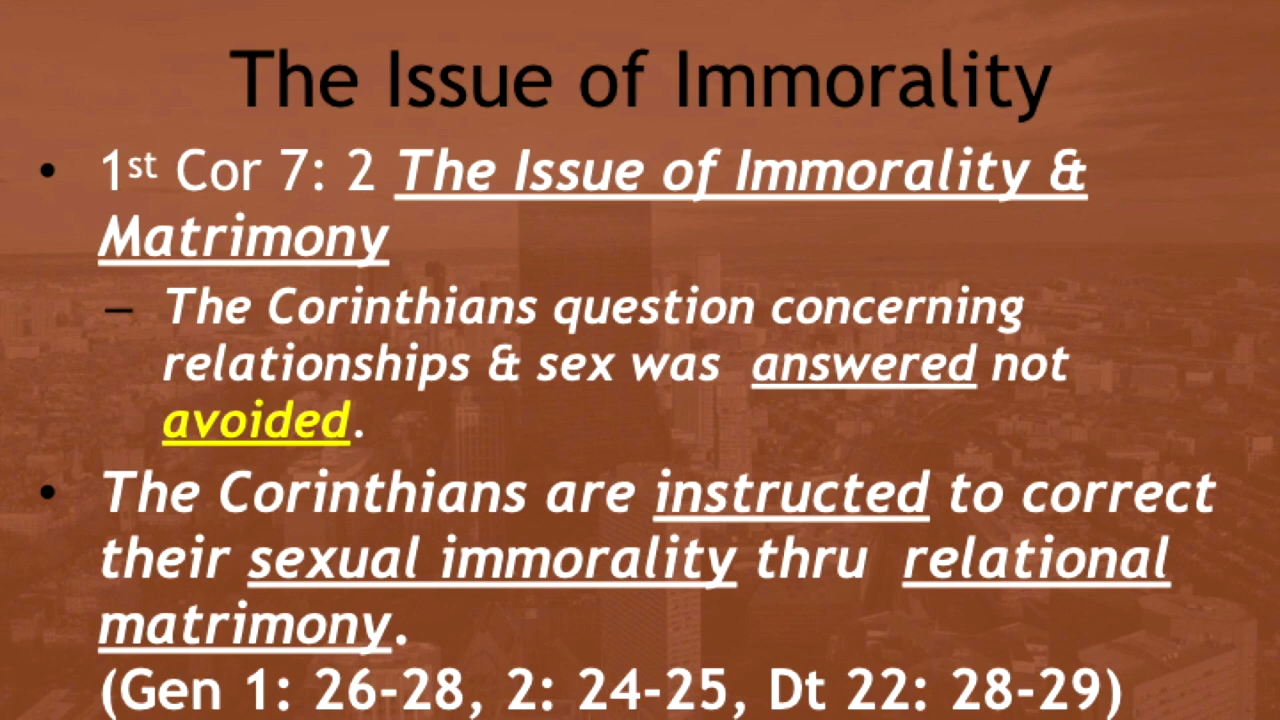 The Issue of Immorality
• 1st Cor 7: 2 The Issue of Immorality &
Matrimony
– The Corinthians question concerning
relationships & sex was answered not
avoided.
• The Corinthians are instructed to correct
their sexual immorality thru relational
matrimony.
(Gen 1: 26-28, 2: 24-25, Dt 22: 28-29)